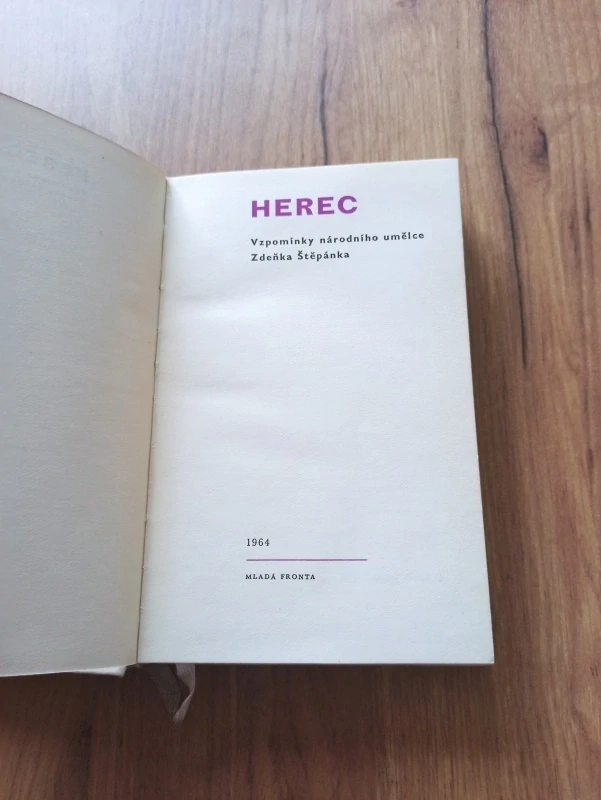 HEREC
Vzpomínky národního umělce
Zdeňka Štěpánka
1964
MLADÁ FRONTA